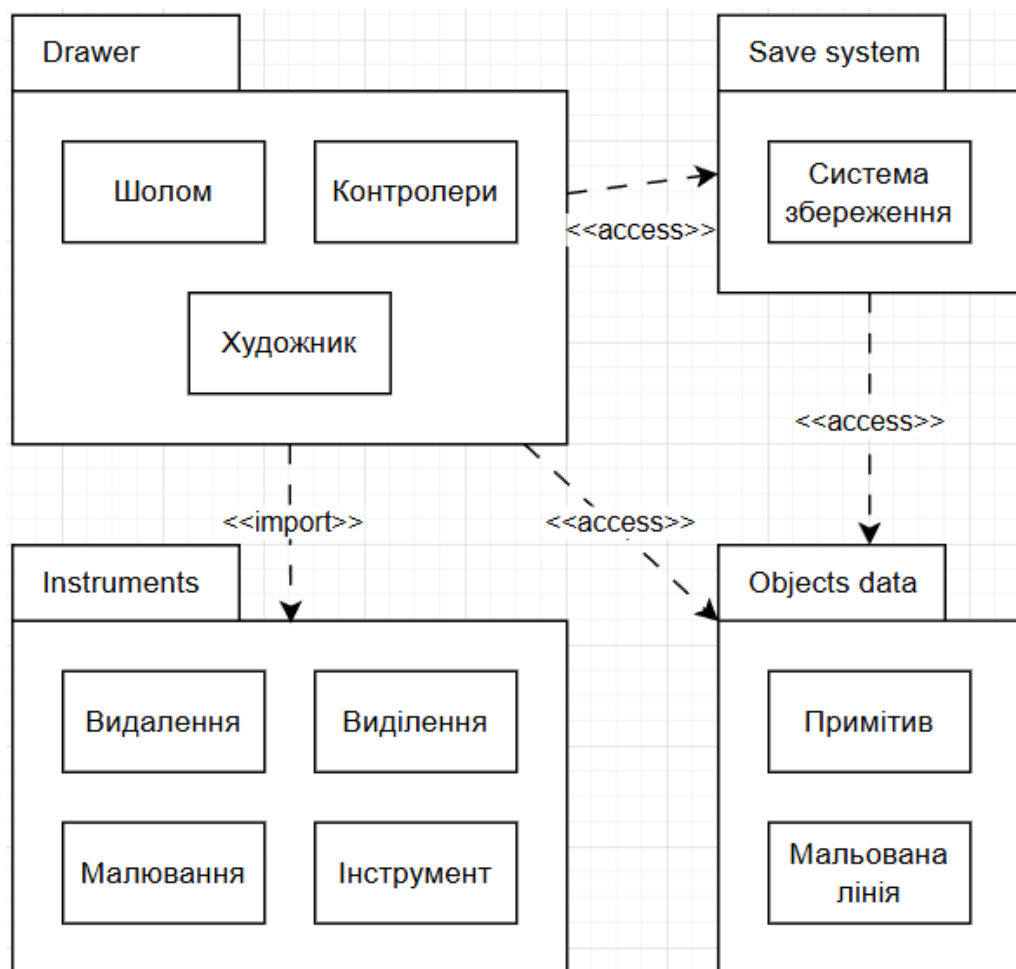 Drawer
Save system
Шолом
Контролери
Система
збереження
<<access>>
Художник
<<access>>
<<import>>
<<access>>
Instruments
Objects data
Видалення
Виділення
Примітив
Малювання
Інструмент
Мальована
лінія